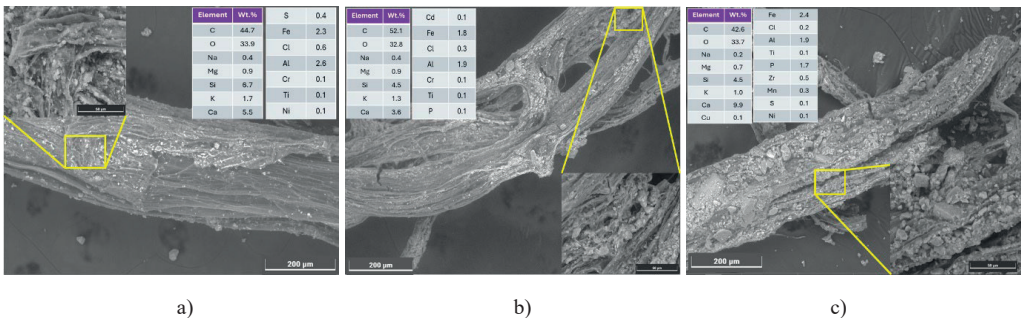 Element Wt.%
C 44.7
O 33.9
Na 0.4
Mg 0.9
Si 6.7
K 1.7
Ca 5.5
S 0.4
Fe 2.3
Cl 0.6
Al 2.6
Cr 0.1
Ti 0.1
Ni 0.1
200 µm
a)
Element Wt.%
C 52.1
O 32.8
Na 0.4
Mg 0.9
Si 4.5
K 1.3
Ca 3.6
Cd 0.1
Fe 1.8
Cl 0.3
Al 1.9
Cr 0.1
Ti 0.1
P 0.1
200 µm
b)
Element Wt.%
C 42.6
O 33.7
Na 0.2
Mg 0.7
Si 4.5
K 1.0
Ca 9.9
Cu 0.1
Fe 2.4
Cl 0.2
Al 1.9
Ti 0.1
P 1.7
Zr 0.5
Mn 0.3
S 0.1
Ni 0.1
200 µm
c)